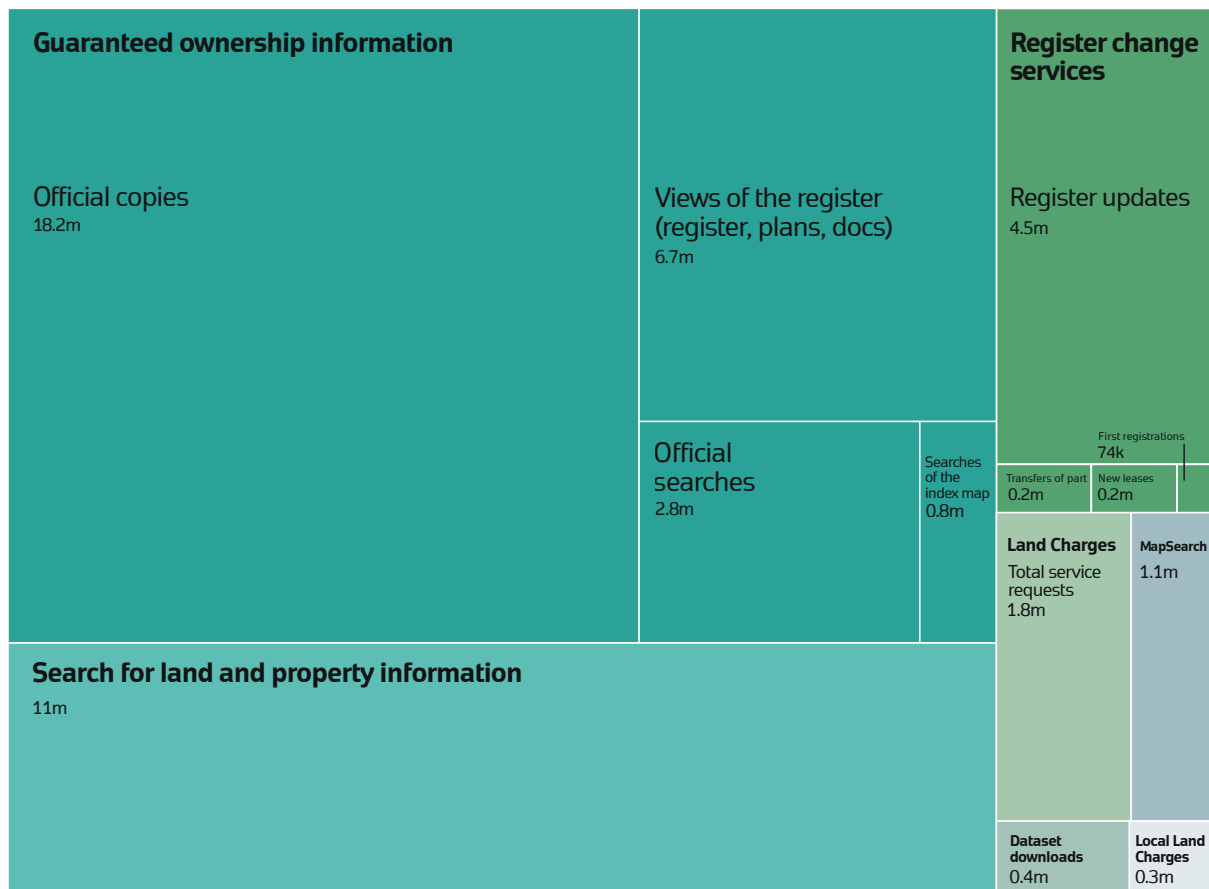 Guaranteed ownership information
Official copies
18.2m
Views of the register
(register, plans, docs)
6.7m
Official
searches
2.8m
Searches
of the
index map
0.8m
Search for land and property information
11m
Register change
services
Register updates
4.5m
First registrations
74k
Transfers of part
0.2m
New leases
0.2m
Land Charges
Total service
requests
1.8m
MapSearch
1.1m
Dataset
downloads
0.4m
Local Land
Charges
0.3m